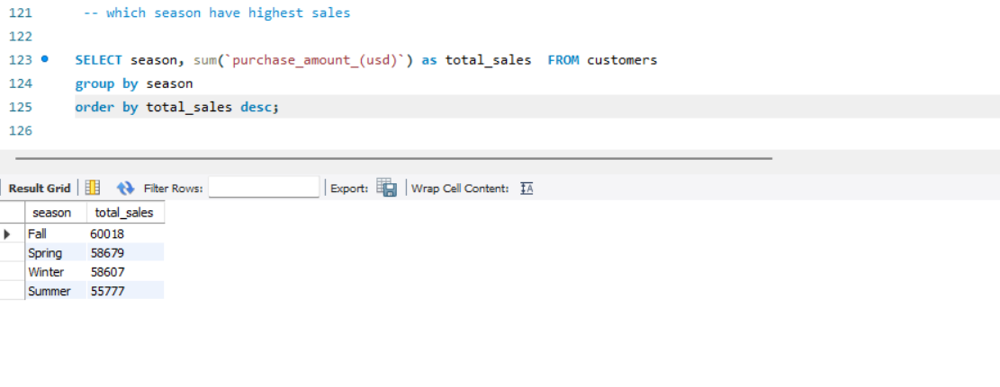 121 -- which season have highest sales
122
123 SELECT season, sum(`purchase_amount_(usd)`) as total_sales FROM customers
124 group by season
125 order by total_sales desc;
126
Result Grid Filter Rows: Export: Wrap Cell Content: IA
season total_sales
Fall 60018
Spring 58679
Winter 58607
Summer 55777